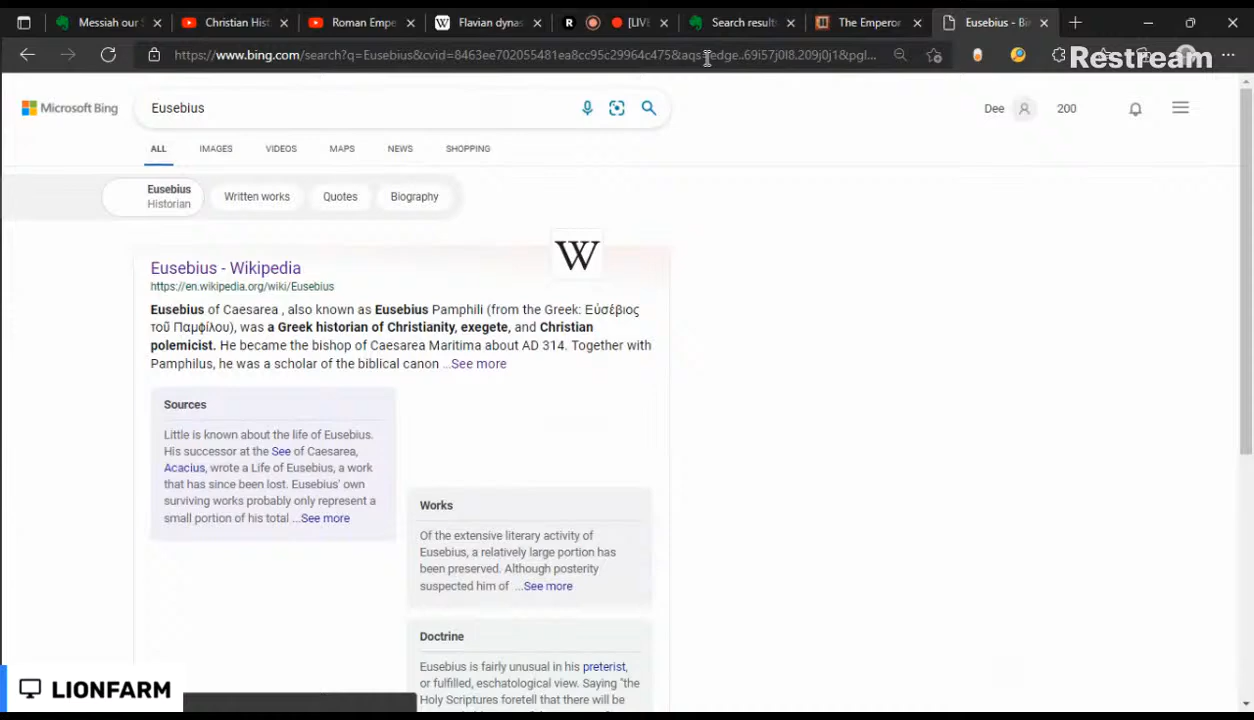 Messiah our S
Christian Hist
Roman Empe
Flavian dynas
[LIVE
Search results
The Emperor
Eusebius - Bin
https://www.bing.com/search?q=Eusebius&cvid=8463ee702055481ea8cc95c29964c475&aqs=edge..69i57j0l8.209j0j1&pgl...
Restream
Microsoft Bing
Eusebius
Dee
200
ALL
IMAGES
VIDEOS
MAPS
NEWS
SHOPPING
Eusebius
Historian
Written works
Quotes
Biography
W
Eusebius - Wikipedia
https://en.wikipedia.org/wiki/Eusebius
Eusebius of Caesarea , also known as Eusebius Pamphili (from the Greek: Εὐσέβιος
τοῦ Παμφίλου), was a Greek historian of Christianity, exegete, and Christian
polemicist. He became the bishop of Caesarea Maritima about AD 314. Together with
Pamphilus, he was a scholar of the biblical canon ...See more
Sources
Little is known about the life of Eusebius.
His successor at the See of Caesarea,
Acacius, wrote a Life of Eusebius, a work
that has since been lost. Eusebius' own
surviving works probably only represent a
small portion of his total ...See more
Works
Of the extensive literary activity of
Eusebius, a relatively large portion has
been preserved. Although posterity
suspected him of ...See more
Doctrine
Eusebius is fairly unusual in his preterist,
or fulfilled, eschatological view. Saying "the
Holy Scriptures foretell that there will be
LIONFARM